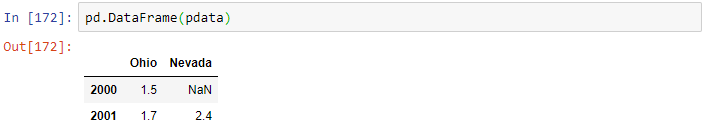 In [172]: pd.DataFrame(pdata)
Out[172]:
Ohio Nevada
2000 1.5 NaN
2001 1.7 2.4